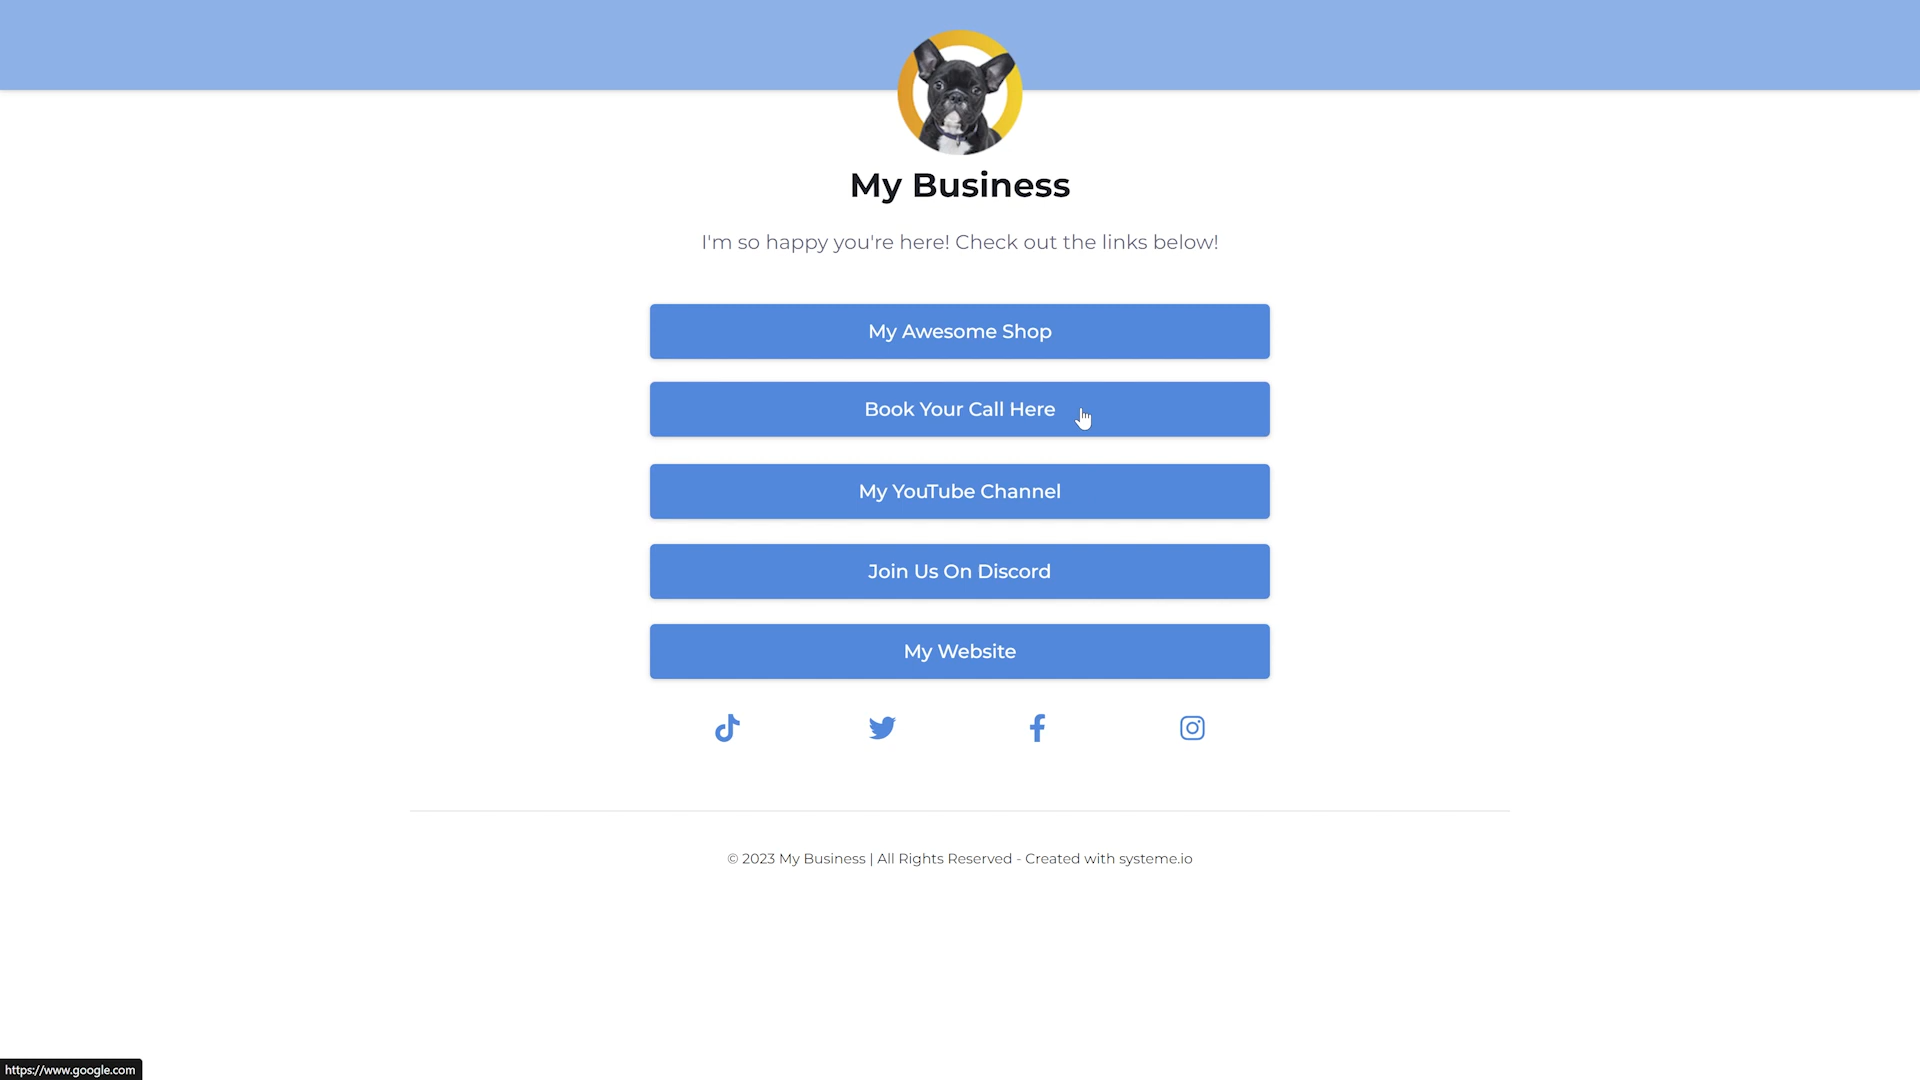 My Business
I'm so happy you're here! Check out the links below!
My Awesome Shop
Book Your Call Here
My YouTube Channel
Join Us On Discord
My Website
© 2023 My Business | All Rights Reserved - Created with systeme.io
https://www.google.com